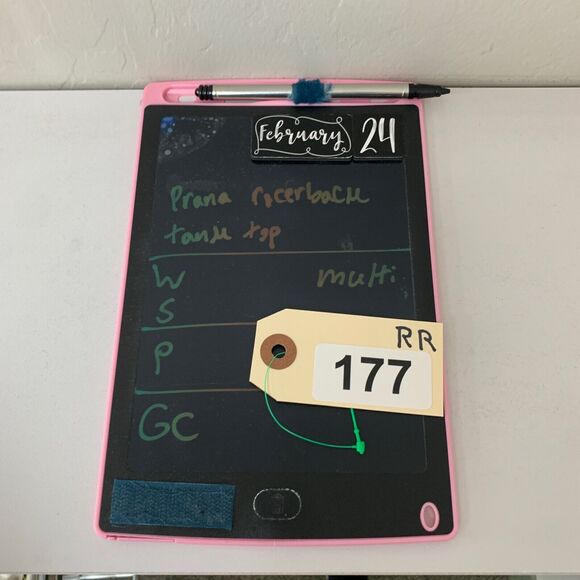 February 24
Prana racerback
tank top
W multi
S
P
GC
RR
177